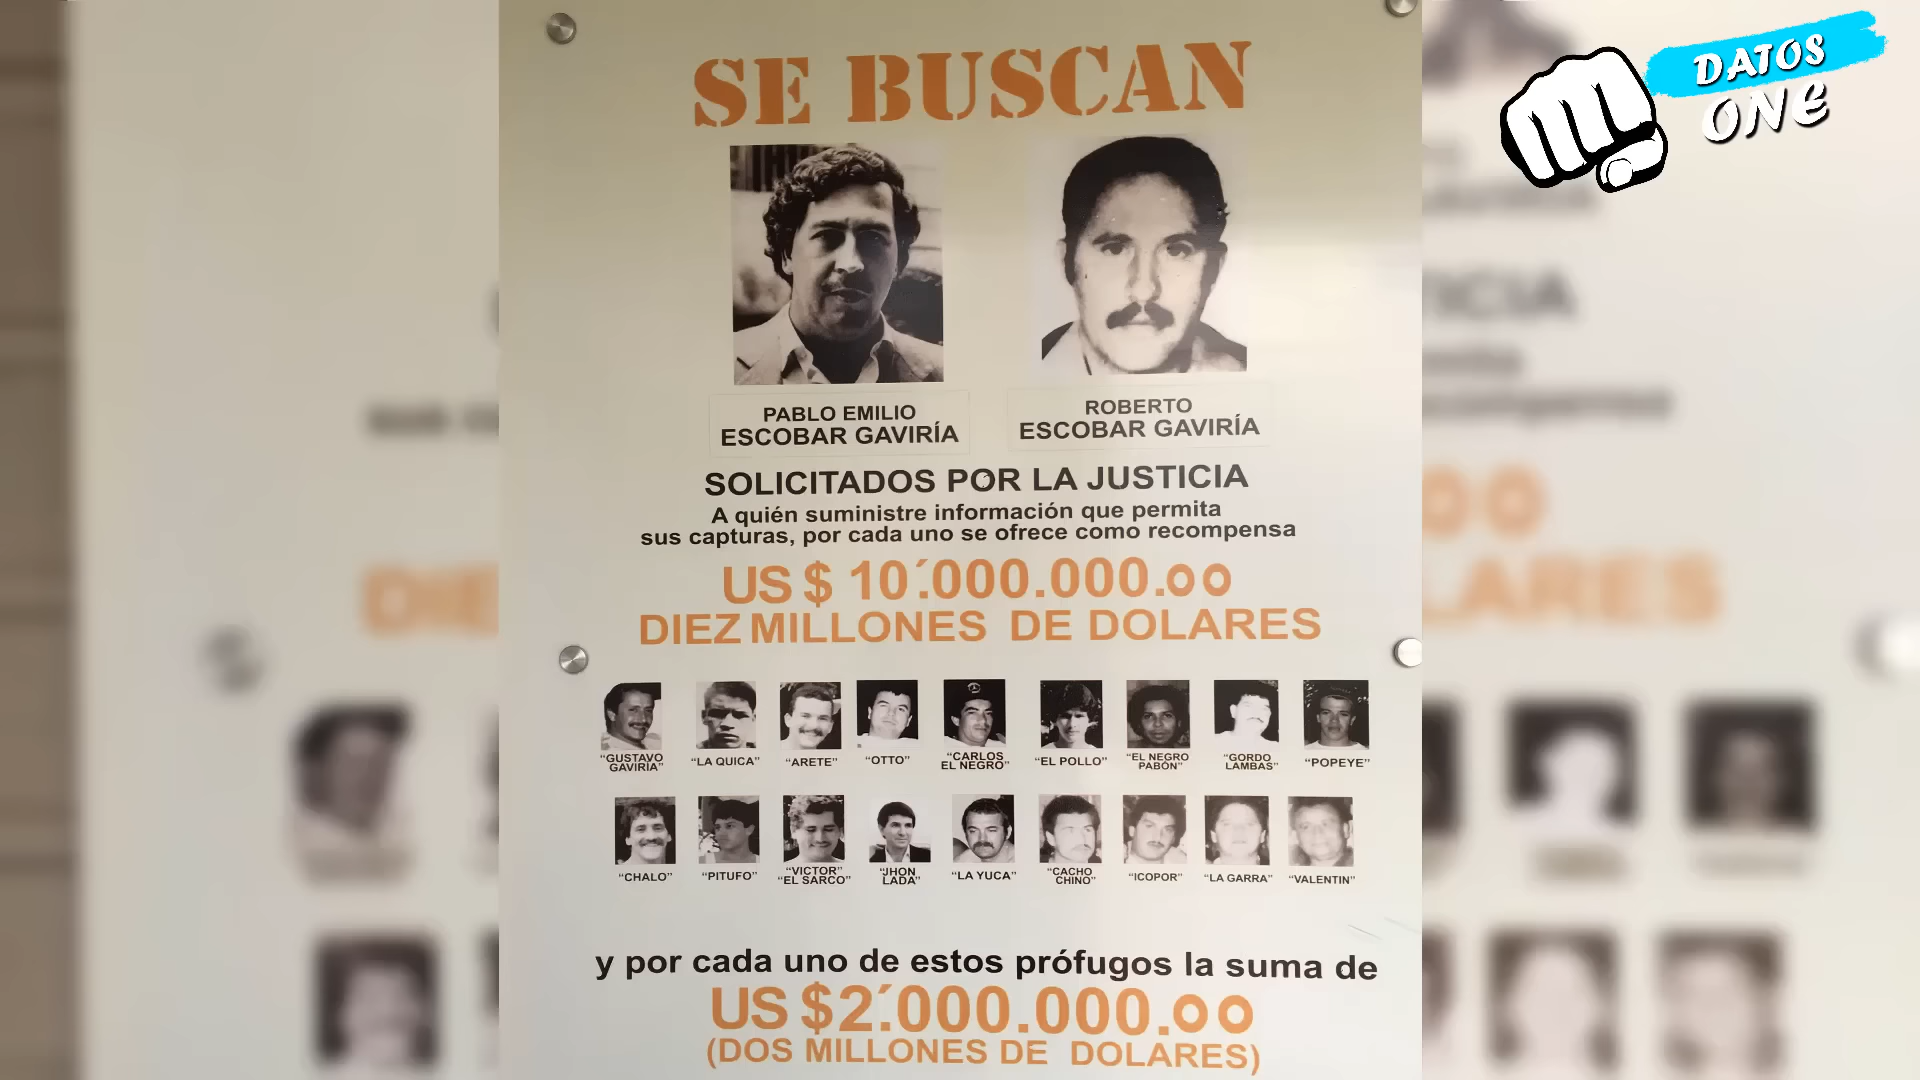 DATOS
ONE
SE BUSCAN
PABLO EMILIO
ESCOBAR GAVIRÍA
ROBERTO
ESCOBAR GAVIRÍA
SOLICITADOS POR LA JUSTICIA
A quién suministre información que permita
sus capturas, por cada uno se ofrece como recompensa
US $ 10´.000.000.oo
DIEZ MILLONES DE DOLARES
“GUSTAVO
GAVIRIA”
“LA QUICA”
“ARETE”
“OTTO”
“CARLOS
EL NEGRO”
“EL POLLO”
“EL NEGRO
PABÓN”
“GORDO
LAMBAS”
“POPEYE”
“CHALO”
“PITUFO”
“VICTOR”
“EL SARCO”
“JHON
LADA”
“LA YUCA”
“CACHO
CHINO”
“ICOPOR”
“LA GARRA”
“VALENTIN”
y por cada uno de estos prófugos la suma de
US $2´.000.000.oo
(DOS MILLONES DE DOLARES)